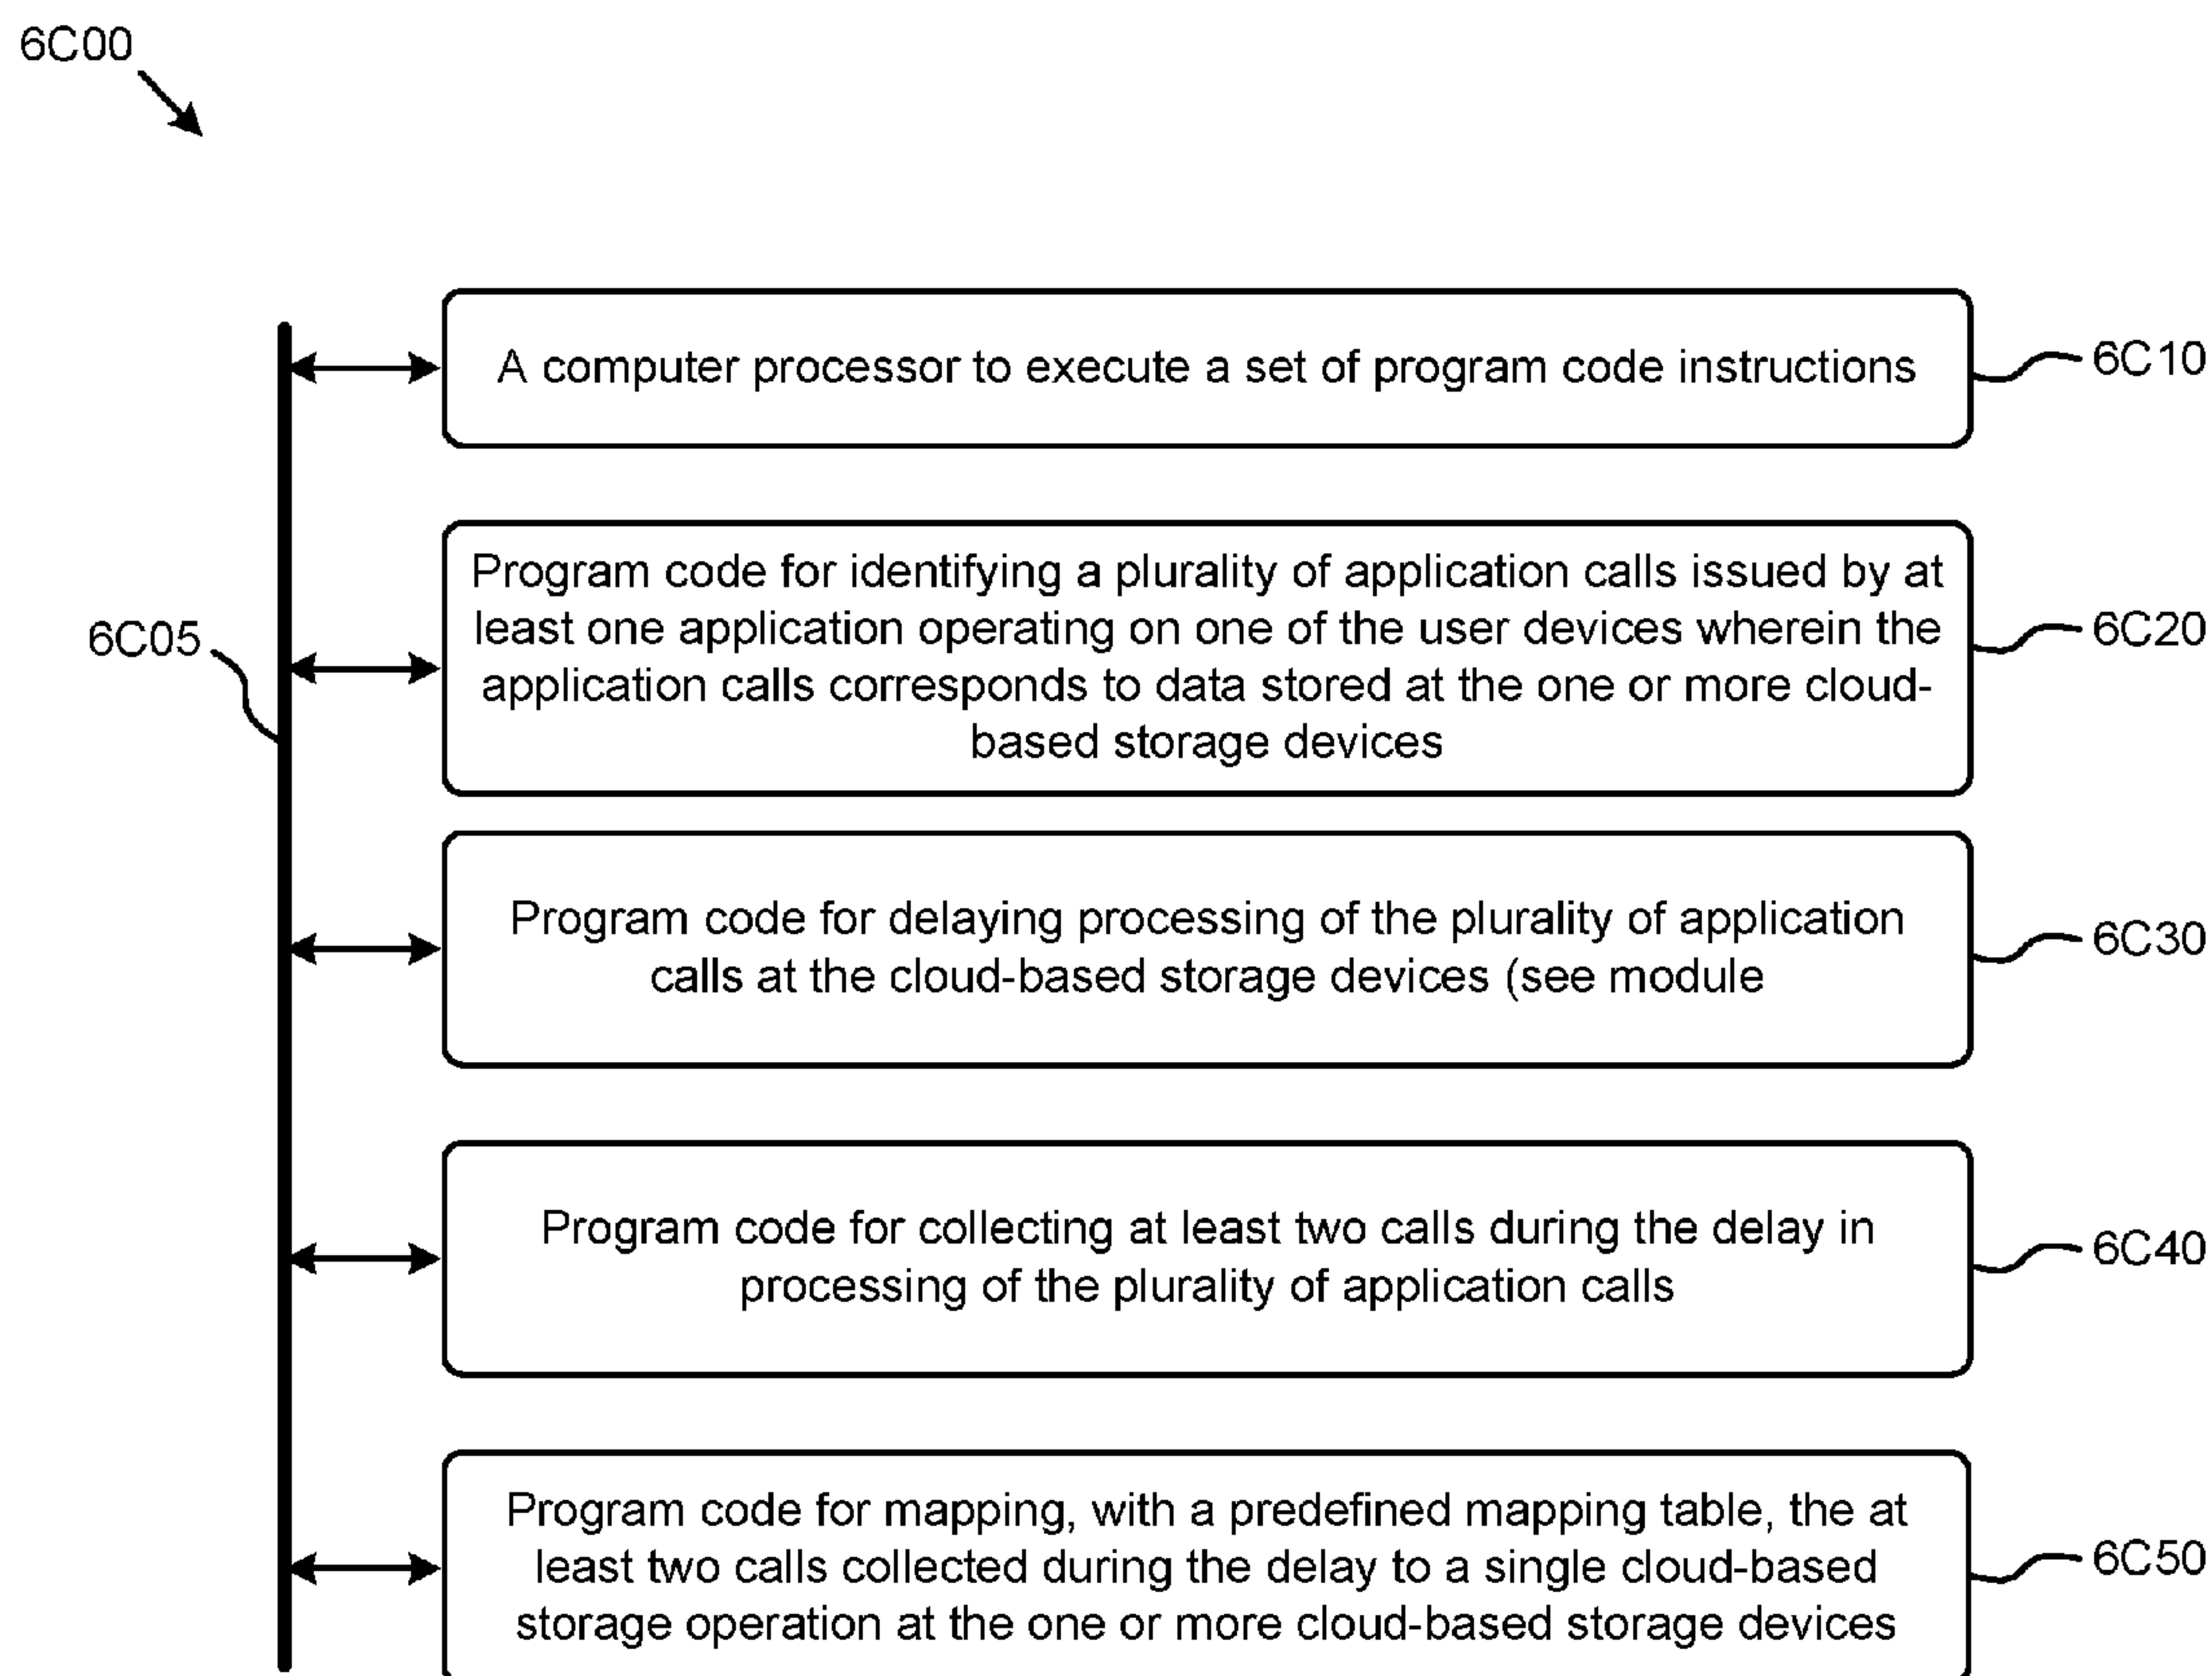 6C00
A computer processor to execute a set of program code instructions
6C10
Program code for identifying a plurality of application calls issued by at
least one application operating on one of the user devices wherein the
application calls corresponds to data stored at the one or more cloud-
based storage devices
6C20
6C05
Program code for delaying processing of the plurality of application
calls at the cloud-based storage devices (see module
6C30
Program code for collecting at least two calls during the delay in
processing of the plurality of application calls
6C40
Program code for mapping, with a predefined mapping table, the at
least two calls collected during the delay to a single cloud-based
storage operation at the one or more cloud-based storage devices
6C50